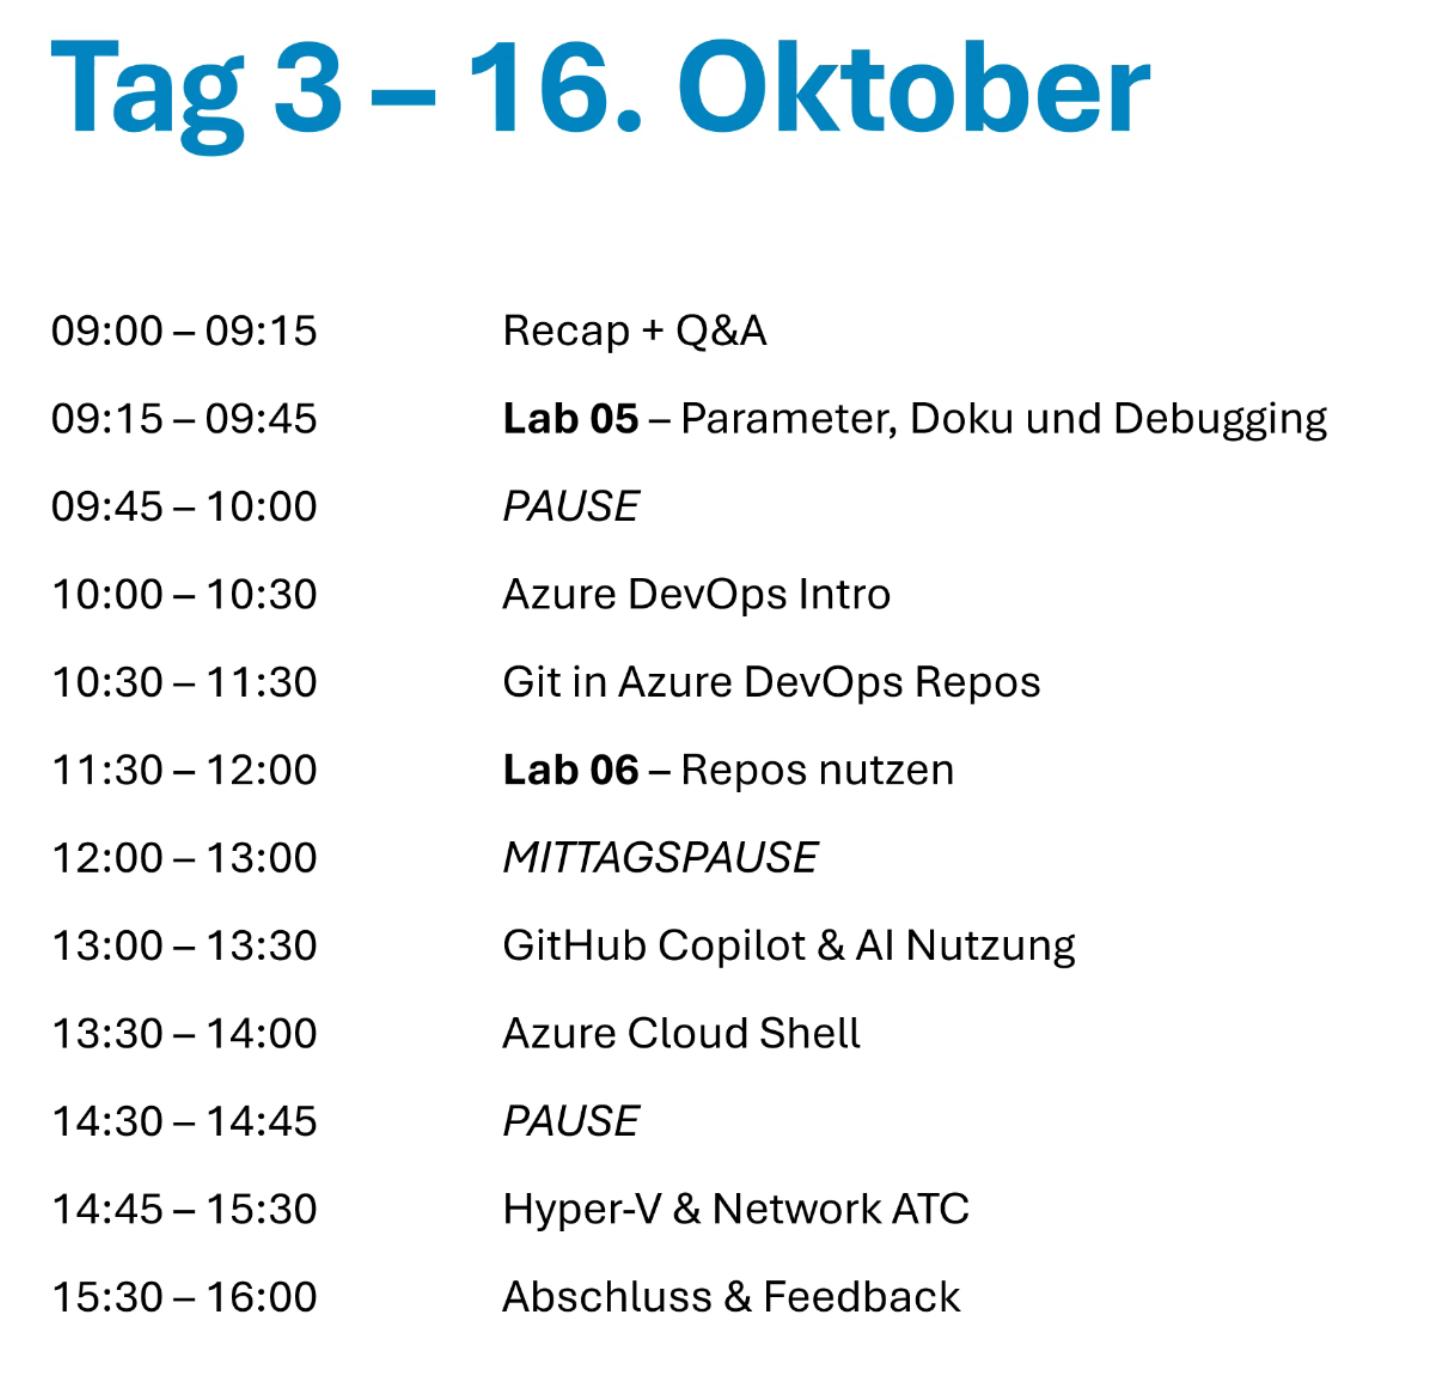 Tag 3 – 16. Oktober
09:00 – 09:15 Recap + Q&A
09:15 – 09:45 Lab 05 – Parameter, Doku und Debugging
09:45 – 10:00 PAUSE
10:00 – 10:30 Azure DevOps Intro
10:30 – 11:30 Git in Azure DevOps Repos
11:30 – 12:00 Lab 06 – Repos nutzen
12:00 – 13:00 MITTAGSPAUSE
13:00 – 13:30 GitHub Copilot & AI Nutzung
13:30 – 14:00 Azure Cloud Shell
14:30 – 14:45 PAUSE
14:45 – 15:30 Hyper-V & Network ATC
15:30 – 16:00 Abschluss & Feedback